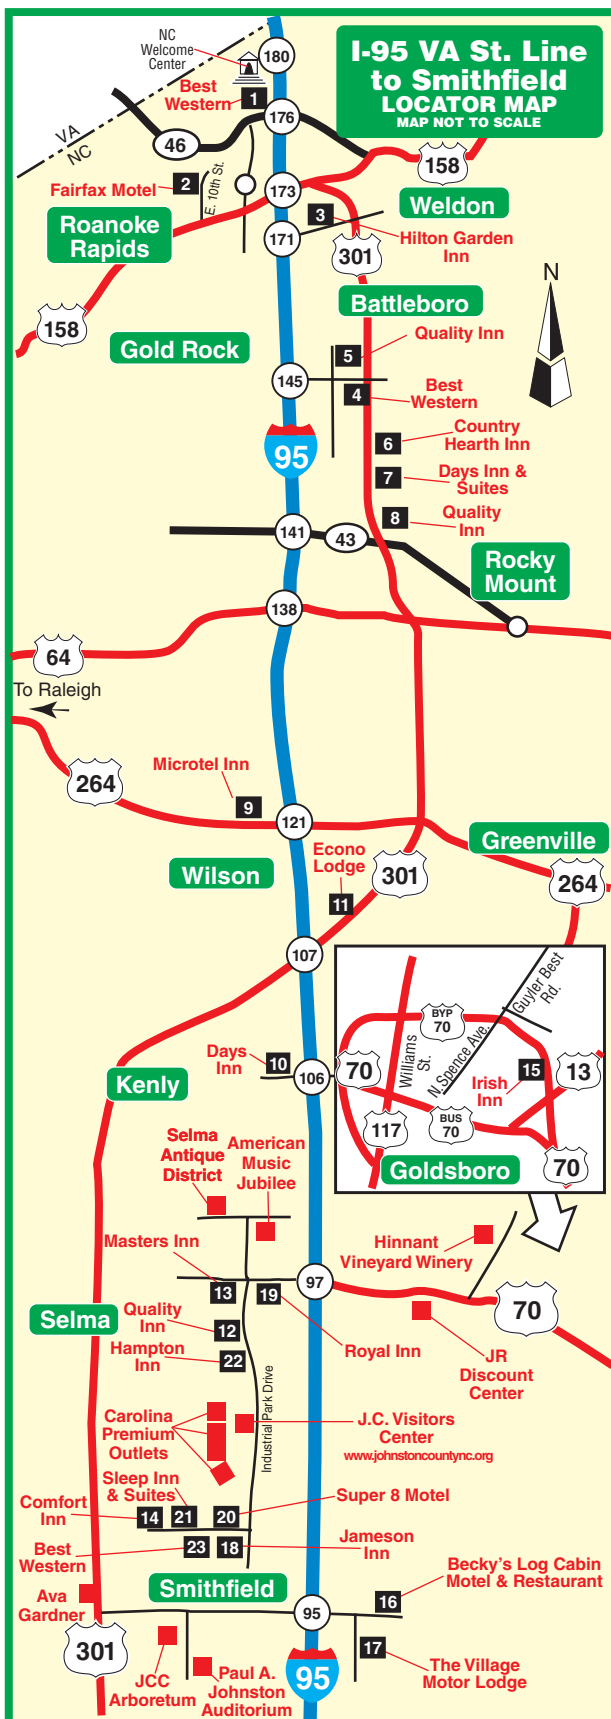 I-95 VA St. Line
to Smithfield
LOCATOR MAP
MAP NOT TO SCALE
NC
Welcome
Center
180
Best
Western
1
176
VA
NC
46
158
Fairfax Motel
2
E. 10th St.
173
Weldon
Roanoke
Rapids
171
3
Hilton Garden
Inn
301
N
158
Battleboro
Gold Rock
5
Quality Inn
145
4
Best
Western
95
6
Country
Hearth Inn
7
Days Inn &
Suites
8
Quality
Inn
141
43
Rocky
Mount
138
64
To Raleigh
264
Microtel Inn
9
121
Greenville
Wilson
Econo
Lodge
11
301
264
107
Guyler Best
Rd.
BYP
70
Williams
St.
N.Spence Ave.
Days
Inn
10
106
70
15
13
Irish
Inn
Kenly
117
BUS
70
Goldsboro
70
Selma
Antique
District
American
Music
Jubilee
Masters Inn
Hinnant
Vineyard Winery
13
19
97
Selma
Quality
Inn
12
Royal Inn
70
Hampton
Inn
22
JR
Discount
Center
Industrial Park Drive
Carolina
Premium
Outlets
J.C. Visitors
Center
www.johnstoncountync.org
Sleep Inn
& Suites
Comfort
Inn
14
21
20
Super 8 Motel
Best
Western
23
18
Jameson
Inn
Smithfield
Becky's Log Cabin
Motel & Restaurant
16
Ava
Gardner
95
301
17
The Village
Motor Lodge
JCC
Arboretum
Paul A.
Johnston
Auditorium
95